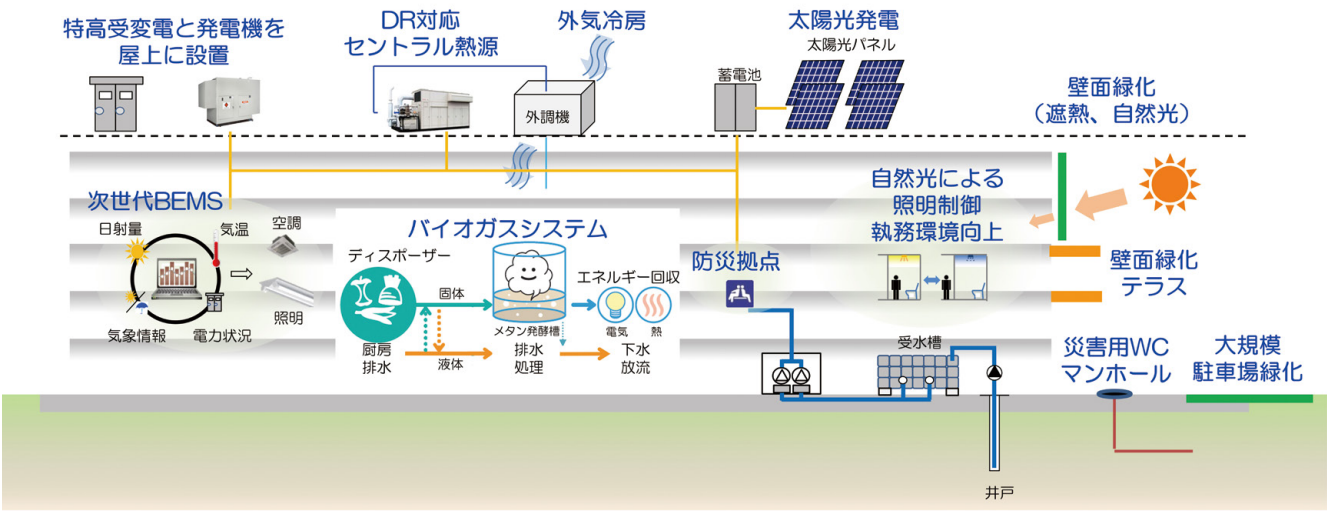 特高受変電と発電機を
屋上に設置
DR対応
セントラル熱源
外気冷房
外調機
太陽光発電
太陽光パネル
蓄電池
壁面緑化
（遮熱、自然光）
次世代BEMS
日射量
気温
空調
照明
気象情報
電力状況
バイオガスシステム
ディスポーザー
固体
液体
厨房
排水
メタン発酵槽
排水
処理
エネルギー回収
電気
熱
下水
放流
防災拠点
自然光による
照明制御
執務環境向上
壁面緑化
テラス
受水槽
井戸
災害用WC
マンホール
大規模
駐車場緑化